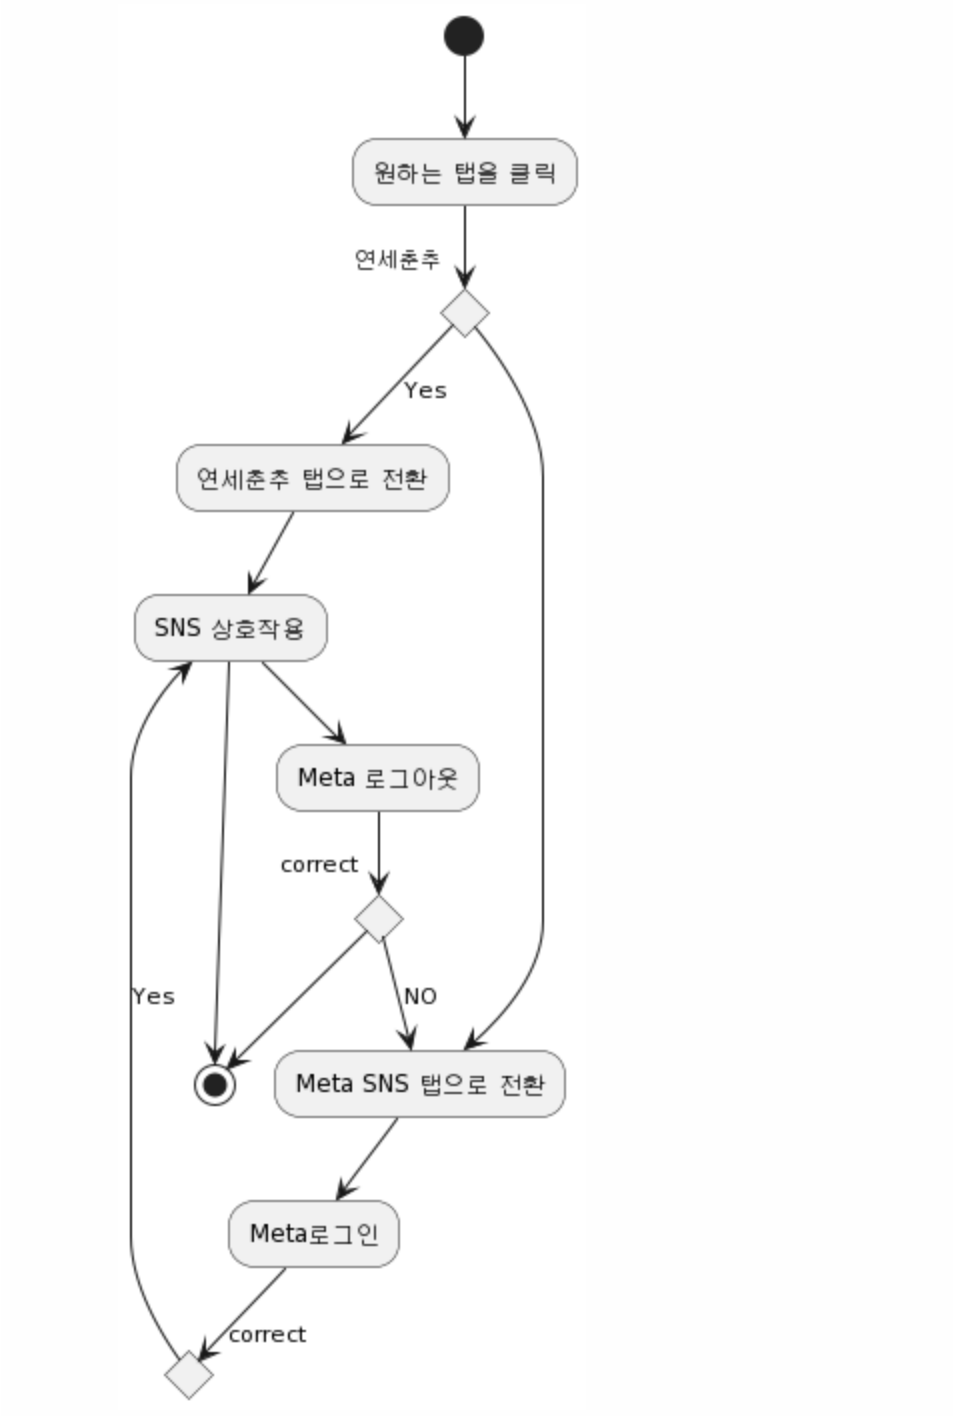 원하는 탭을 클릭
연세춘추
Yes
연세춘추 탭으로 전환
SNS 상호작용
Meta 로그아웃
correct
Yes
NO
Meta SNS 탭으로 전환
Meta로그인
correct